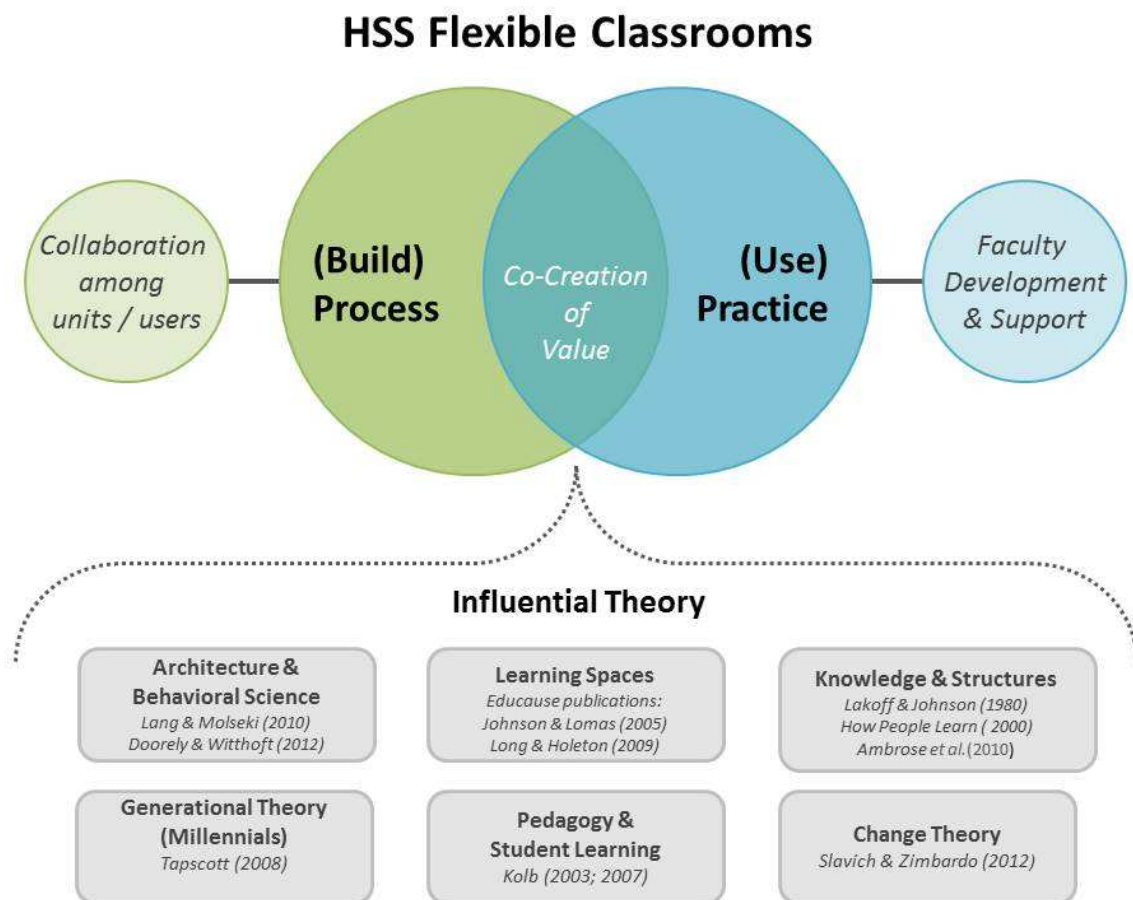 HSS Flexible Classrooms
Collaboration
among
units / users
(Build)
Process
Co-Creation
of
Value
(Use)
Practice
Faculty
Development
& Support
Influential Theory
Architecture &
Behavioral Science
Lang & Molseki (2010)
Doorely & Witthoft (2012)
Learning Spaces
Educause publications:
Johnson & Lomas (2005)
Long & Holeton (2009)
Knowledge & Structures
Lakoff & Johnson (1980)
How People Learn ( 2000)
Ambrose et al.(2010)
Generational Theory
(Millennials)
Tapscott (2008)
Pedagogy &
Student Learning
Kolb (2003; 2007)
Change Theory
Slavich & Zimbardo (2012)